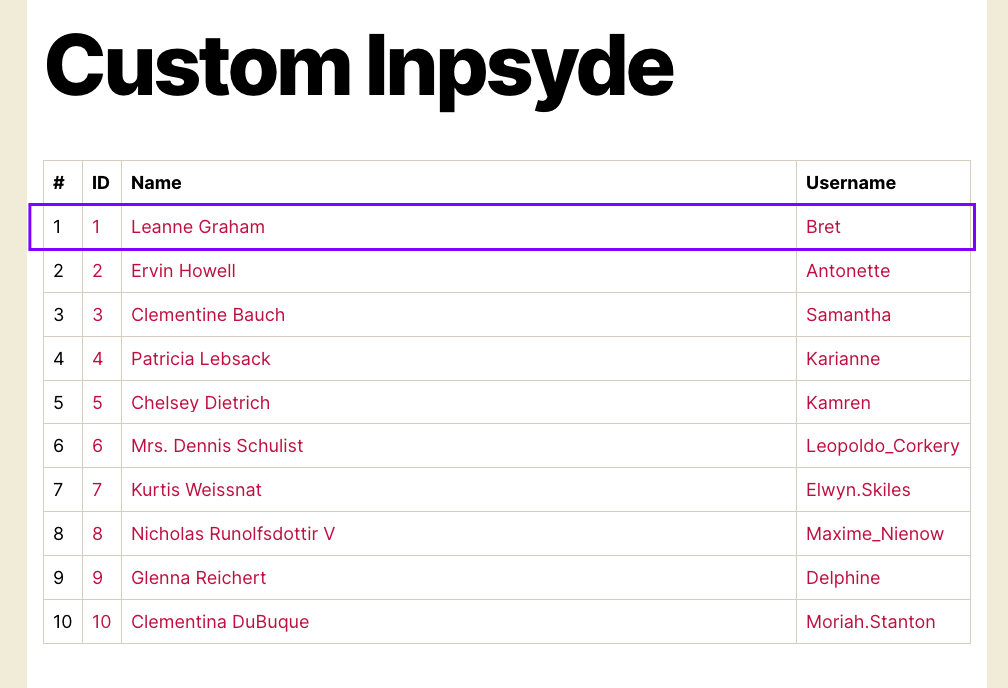 Custom Inpsyde
# ID Name Username
1 1 Leanne Graham Bret
2 2 Ervin Howell Antonette
3 3 Clementine Bauch Samantha
4 4 Patricia Lebsack Karianne
5 5 Chelsey Dietrich Kamren
6 6 Mrs. Dennis Schulist Leopoldo_Corkery
7 7 Kurtis Weissnat Elwyn.Skiles
8 8 Nicholas Runolfsdottir V Maxime_Nienow
9 9 Glenna Reichert Delphine
10 10 Clementina DuBuque Moriah.Stanton